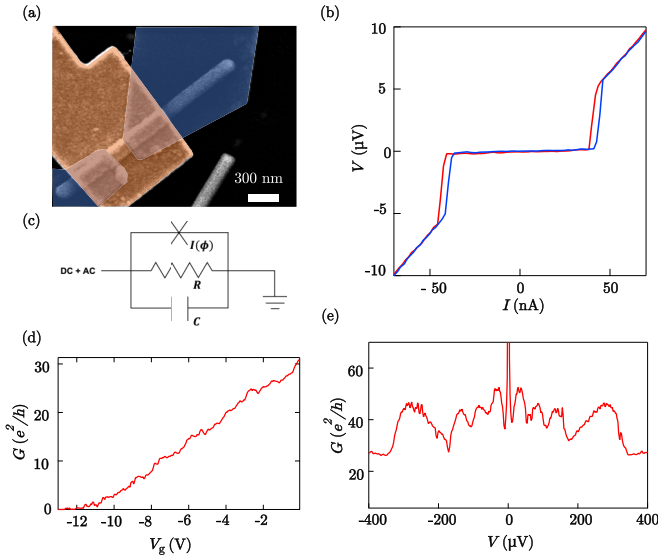 (a)
300 nm
(b)
10
5
0
-5
-10
V (µV)
- 50
0
50
I (nA)
(c)
DC + AC
I(ϕ)
R
C
(d)
30
20
10
0
G (e²/h)
-12
-10
-8
-6
-4
-2
Vg (V)
(e)
60
40
20
G (e²/h)
-400
-200
0
200
400
V (µV)